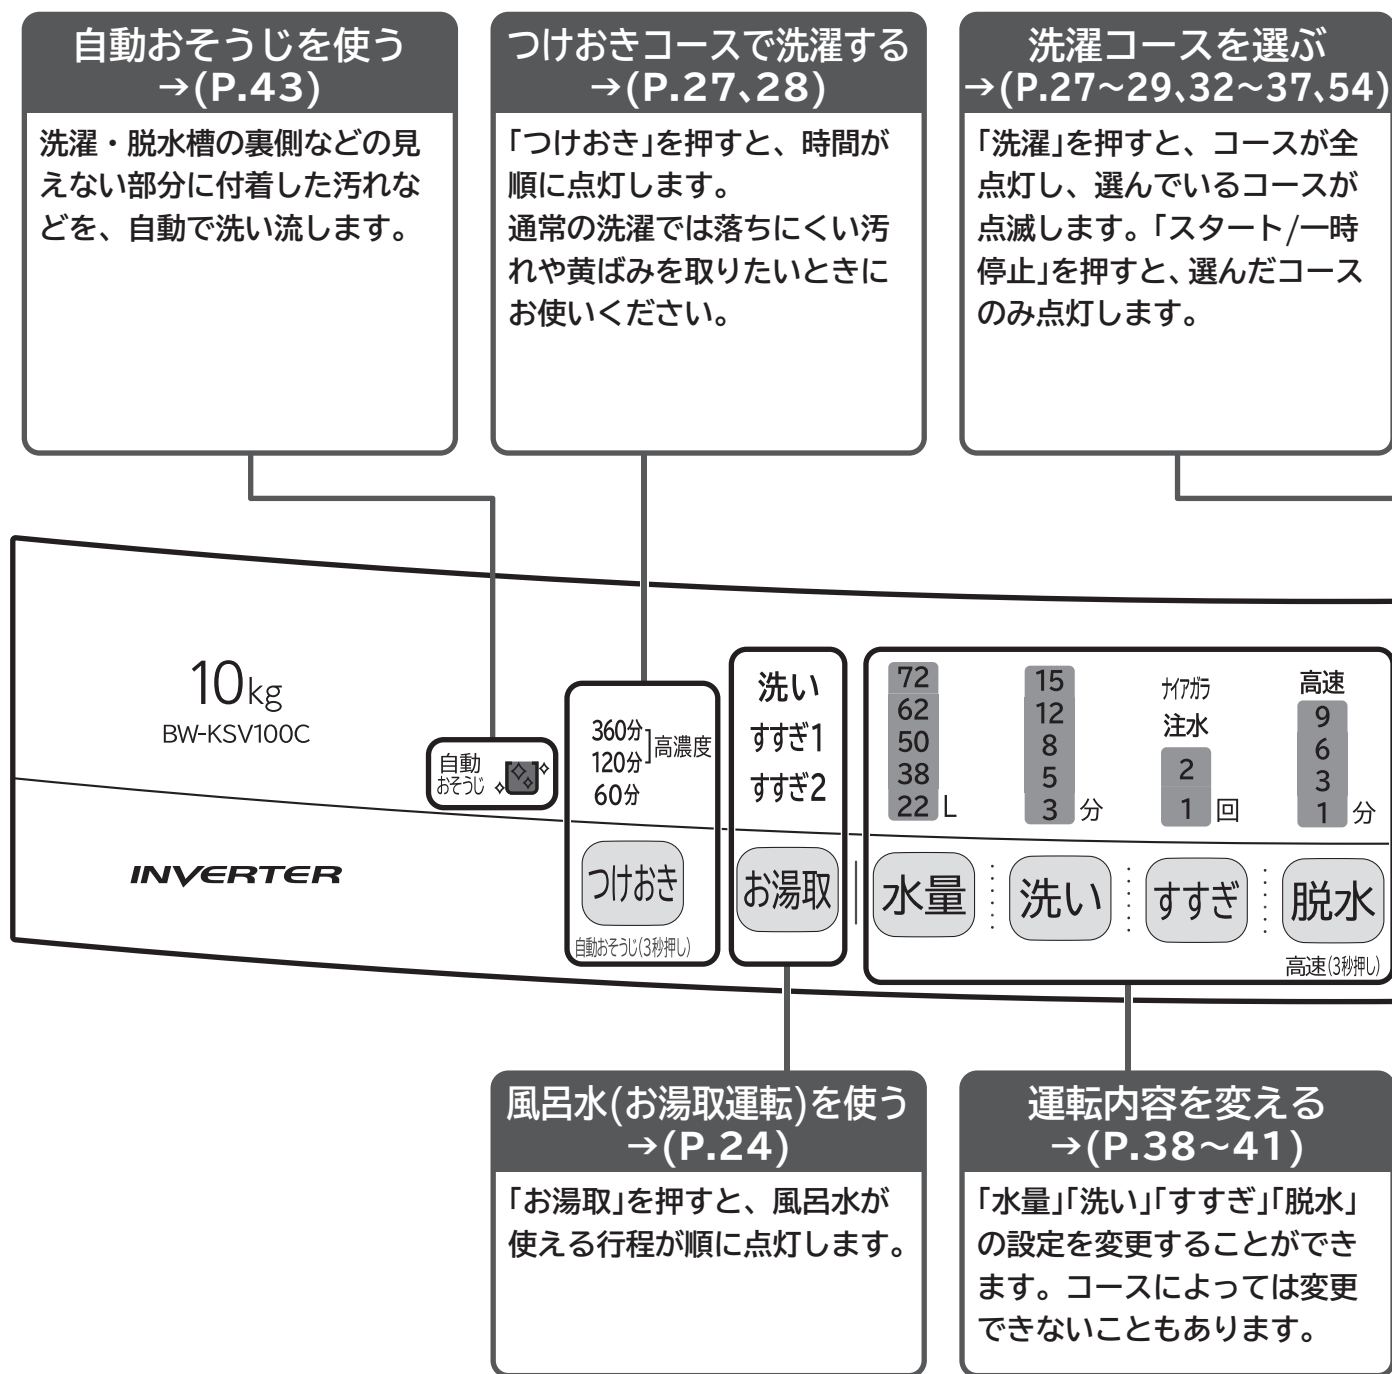 自動おそうじを使う
→(P.43)
洗濯・脱水槽の裏側などの見
えない部分に付着した汚れな
どを、自動で洗い流します。
つけおきコースで洗濯する
→(P.27、28)
「つけおき」を押すと、時間が
順に点灯します。
通常の洗濯では落ちにくい汚
れや黄ばみを取りたいときに
お使いください。
洗濯コースを選ぶ
→(P.27～29、32～37、54)
「洗濯」を押すと、コースが全
点灯し、選んでいるコースが
点滅します。「スタート/一時
停止」を押すと、選んだコース
のみ点灯します。
10kg
BW-KSV100C
自動
おそうじ
INVERTER
360分
120分
高濃度
60分
つけおき
自動おそうじ(3秒押し)
洗い
すすぎ1
すすぎ2
お湯取
72
62
50
38
22 L
水量
15
12
8
5
3 分
洗い
ナイアガラ
注水
2
1 回
すすぎ
高速
9
6
3
1 分
脱水
高速(3秒押し)
風呂水(お湯取運転)を使う
→(P.24)
「お湯取」を押すと、風呂水が
使える行程が順に点灯します。
運転内容を変える
→(P.38～41)
「水量」「洗い」「すすぎ」「脱水」
の設定を変更することができ
ます。コースによっては変更
できないこともあります。